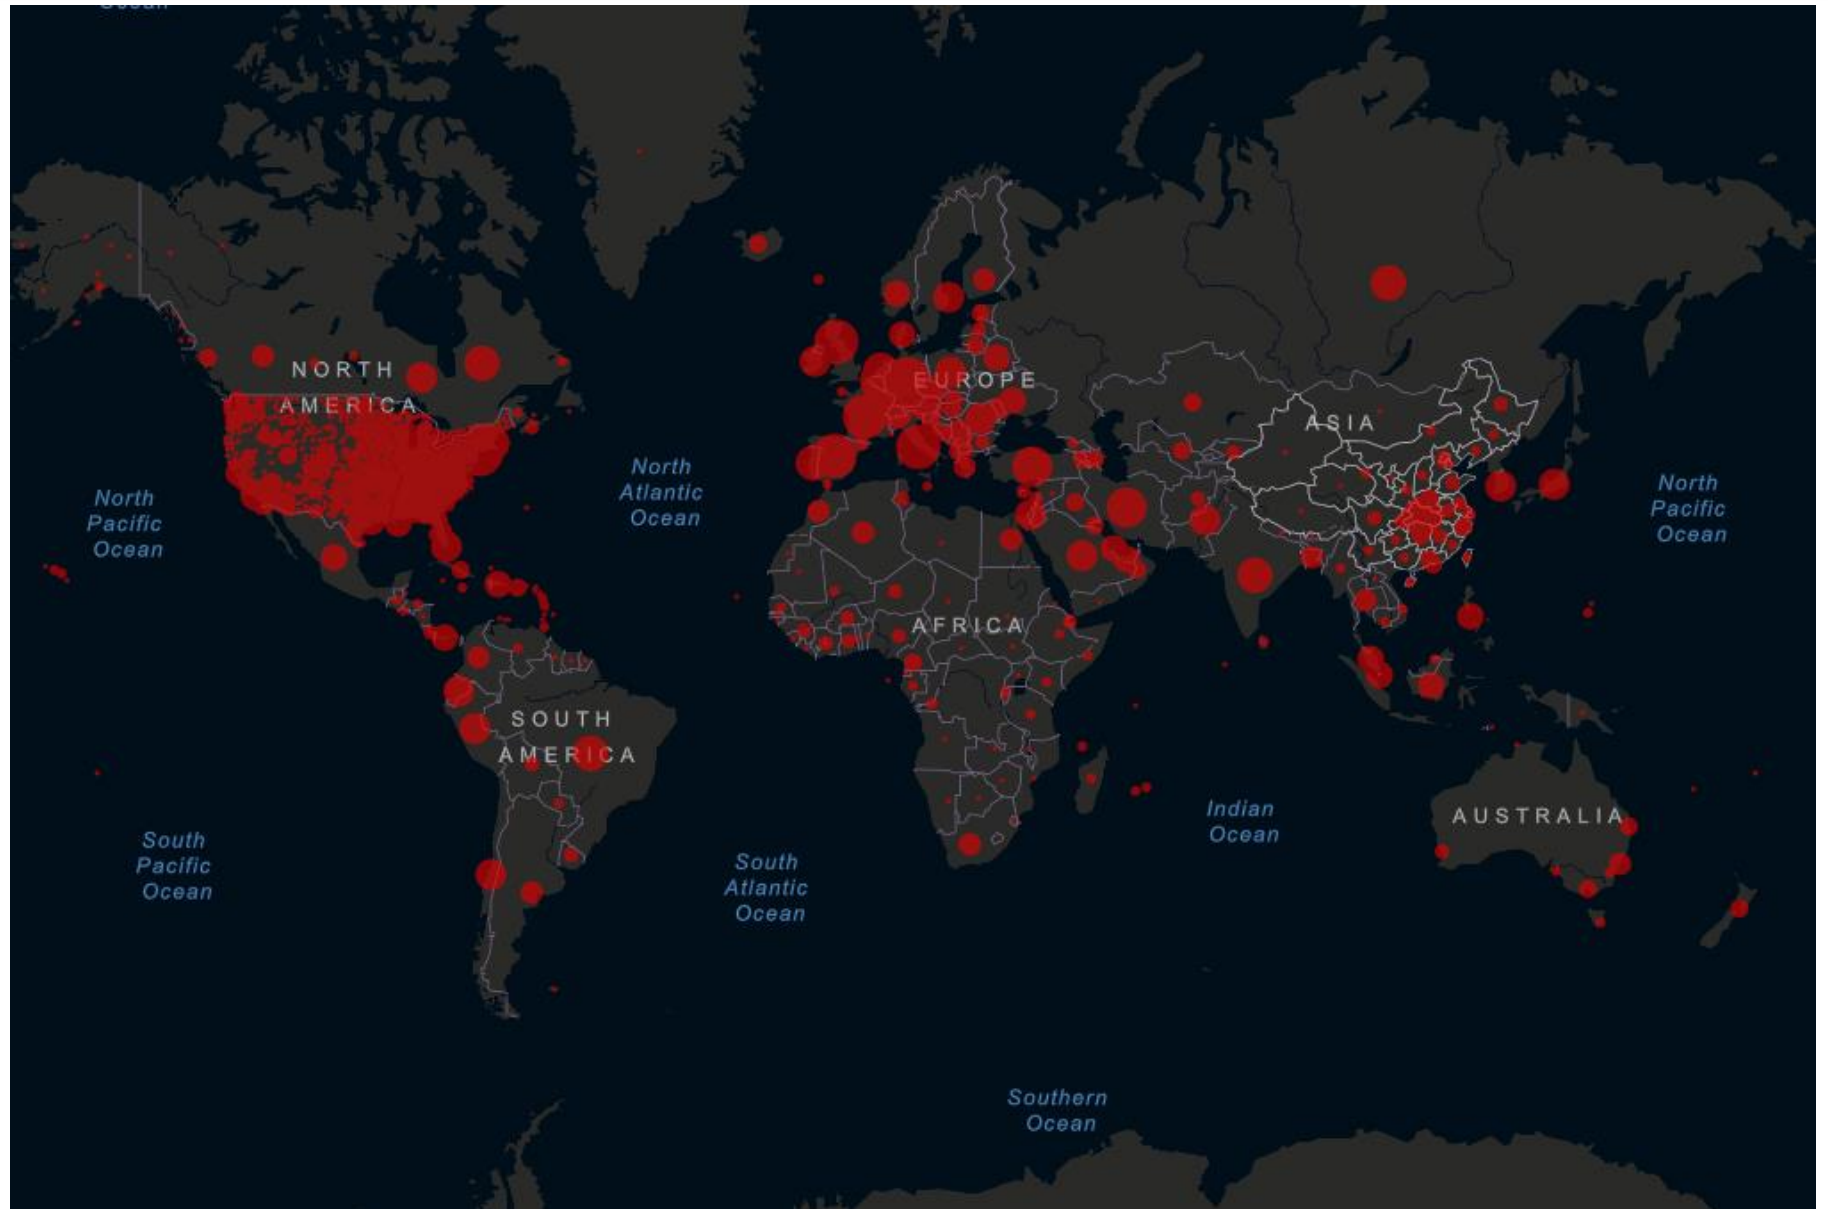 Ocean
NORTH
AMERICA
EUROPE
ASIA
North
Pacific
Ocean
North
Atlantic
Ocean
North
Pacific
Ocean
AFRICA
SOUTH
AMERICA
Indian
Ocean
AUSTRALIA
South
Pacific
Ocean
South
Atlantic
Ocean
Southern
Ocean